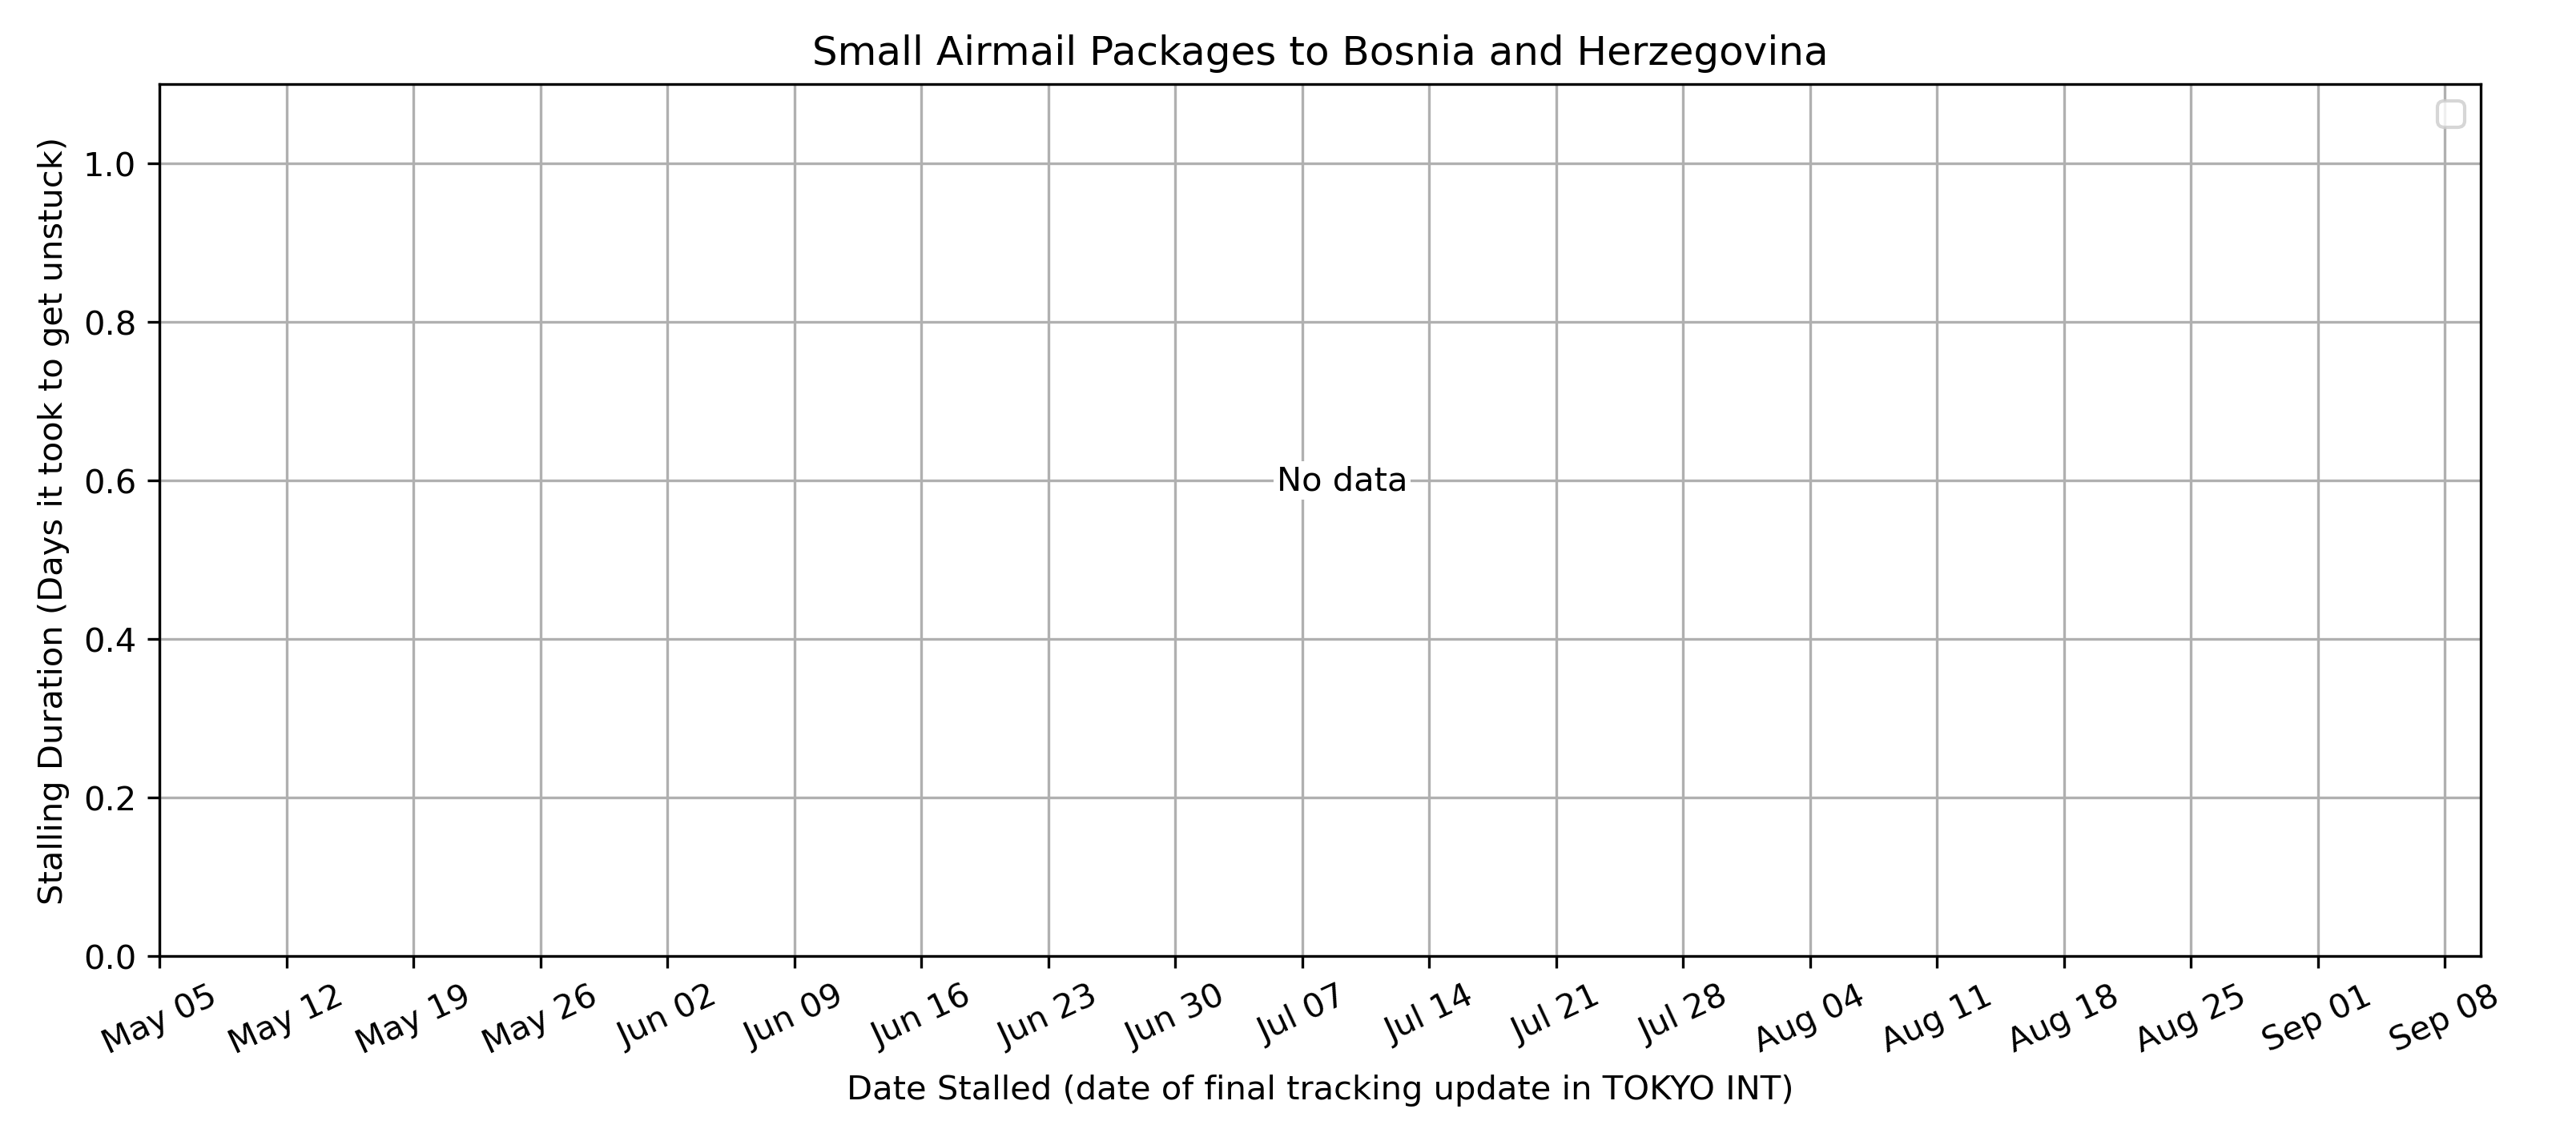 Small Airmail Packages to Bosnia and Herzegovina
Stalling Duration (Days it took to get unstuck)
1.0
0.8
0.6
0.4
0.2
0.0
No data
May 05
May 12
May 19
May 26
Jun 02
Jun 09
Jun 16
Jun 23
Jun 30
Jul 07
Jul 14
Jul 21
Jul 28
Aug 04
Aug 11
Aug 18
Aug 25
Sep 01
Sep 08
Date Stalled (date of final tracking update in TOKYO INT)